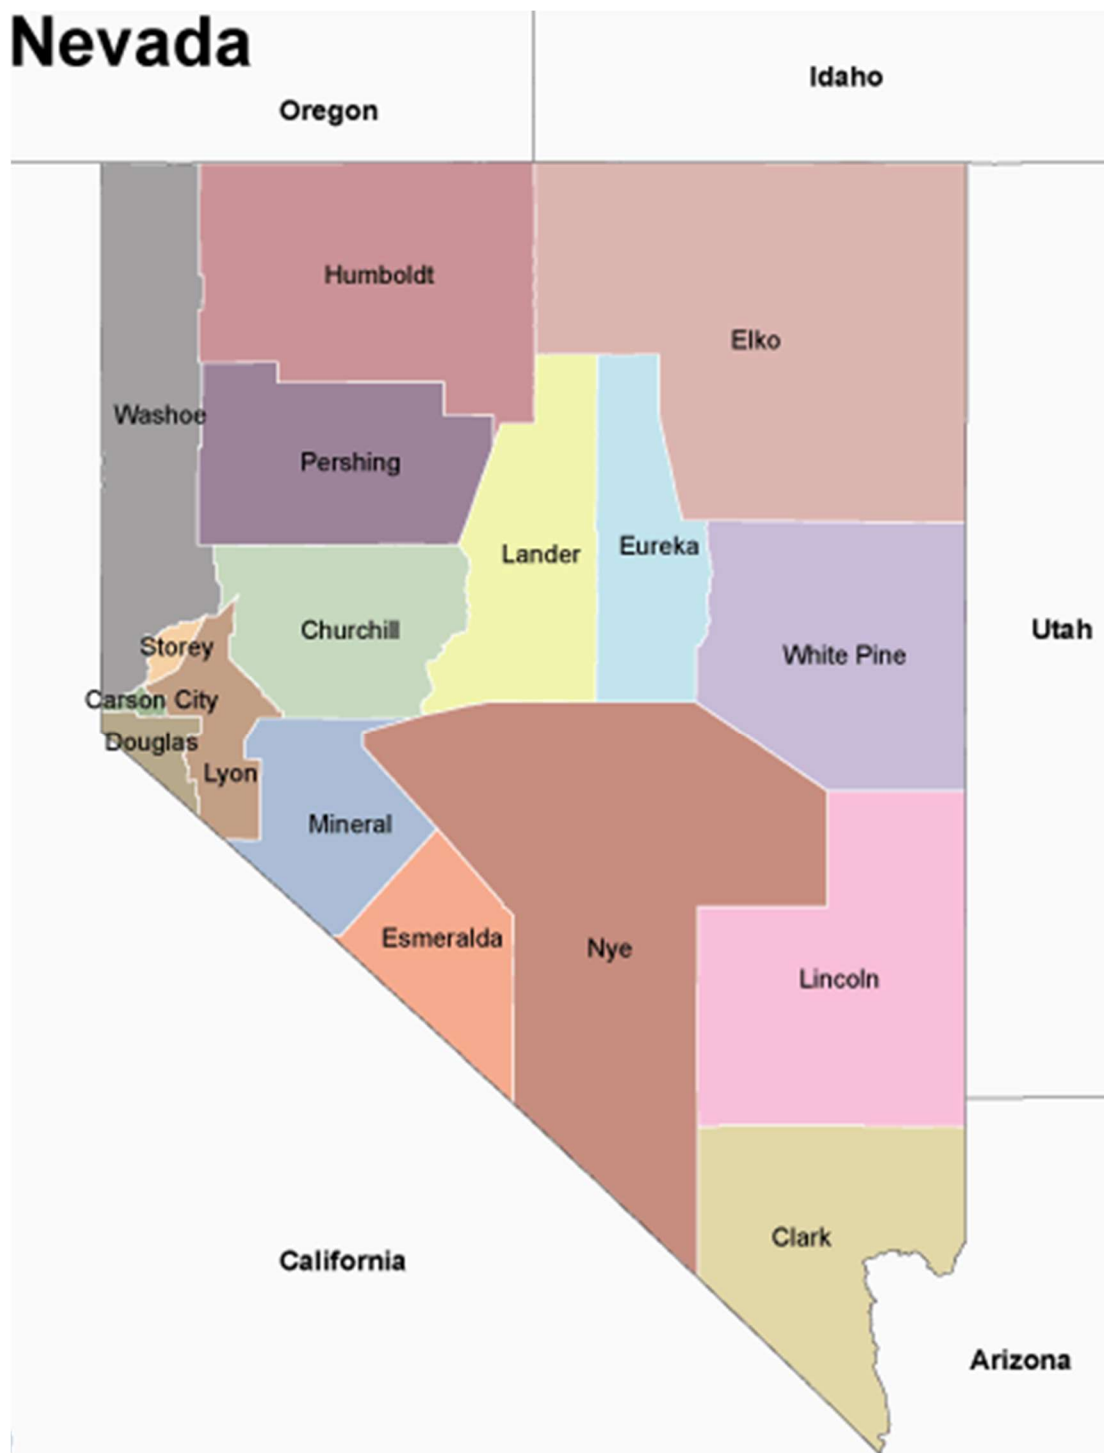 Nevada
Idaho
Oregon
Humboldt
Elko
Washoe
Pershing
Lander
Eureka
Churchill
Utah
Storey
White Pine
Carson City
Douglas
Lyon
Mineral
Esmeralda
Nye
Lincoln
Clark
California
Arizona